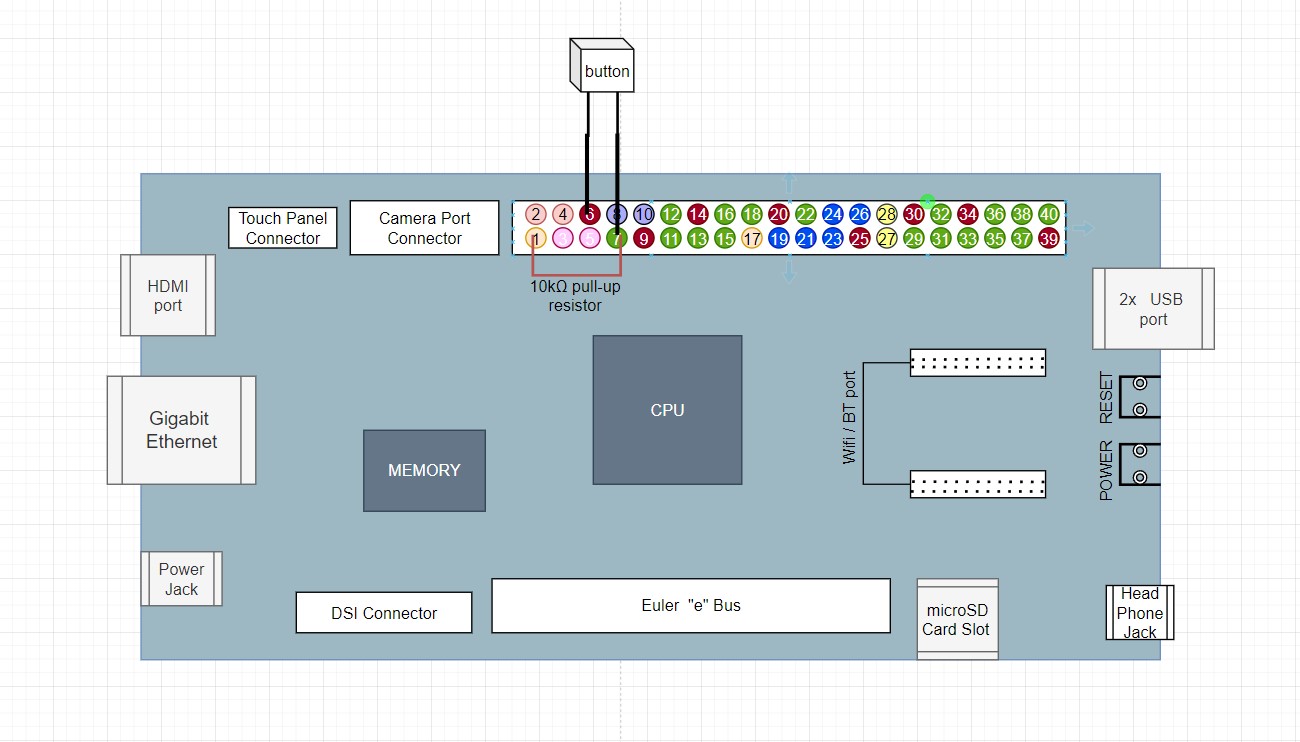 button
Touch Panel
Connector
Camera Port
Connector
2 4 6 8 10 12 14 16 18 20 22 24 26 28 30 32 34 36 38 40
1 3 5 7 9 11 13 15 17 19 21 23 25 27 29 31 33 35 37 39
10kΩ pull-up
resistor
HDMI
port
2x USB
port
Gigabit
Ethernet
MEMORY
CPU
Wifi / BT port
RESET
POWER
Power
Jack
DSI Connector
Euler "e" Bus
microSD
Card Slot
Head
Phone
Jack